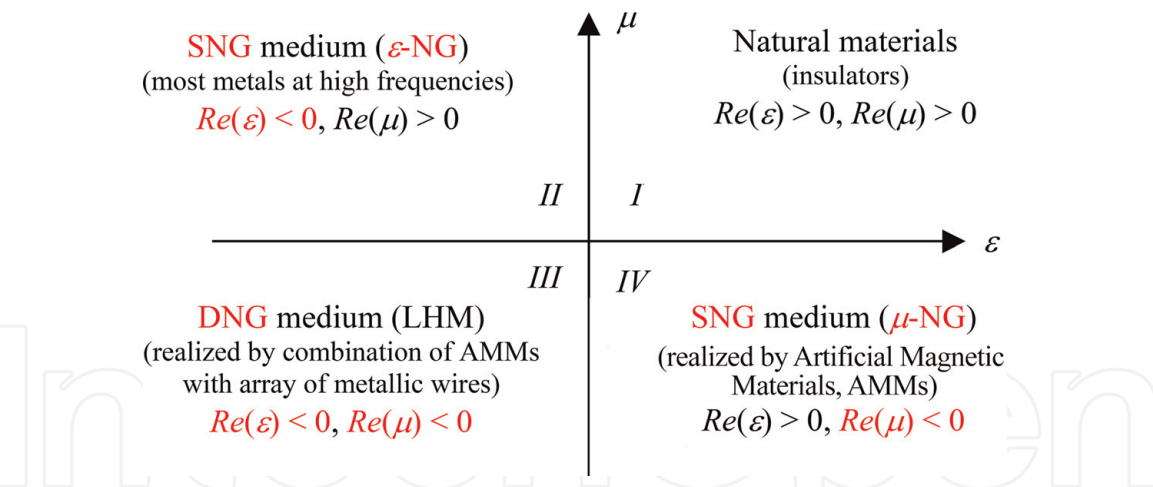 μ
SNG medium (ε-NG)
(most metals at high frequencies)
Re(ε) < 0, Re(μ) > 0
Natural materials
(insulators)
Re(ε) > 0, Re(μ) > 0
II
I
ε
III
IV
DNG medium (LHM)
(realized by combination of AMMs
with array of metallic wires)
Re(ε) < 0, Re(μ) < 0
SNG medium (μ-NG)
(realized by Artificial Magnetic
Materials, AMMs)
Re(ε) > 0, Re(μ) < 0